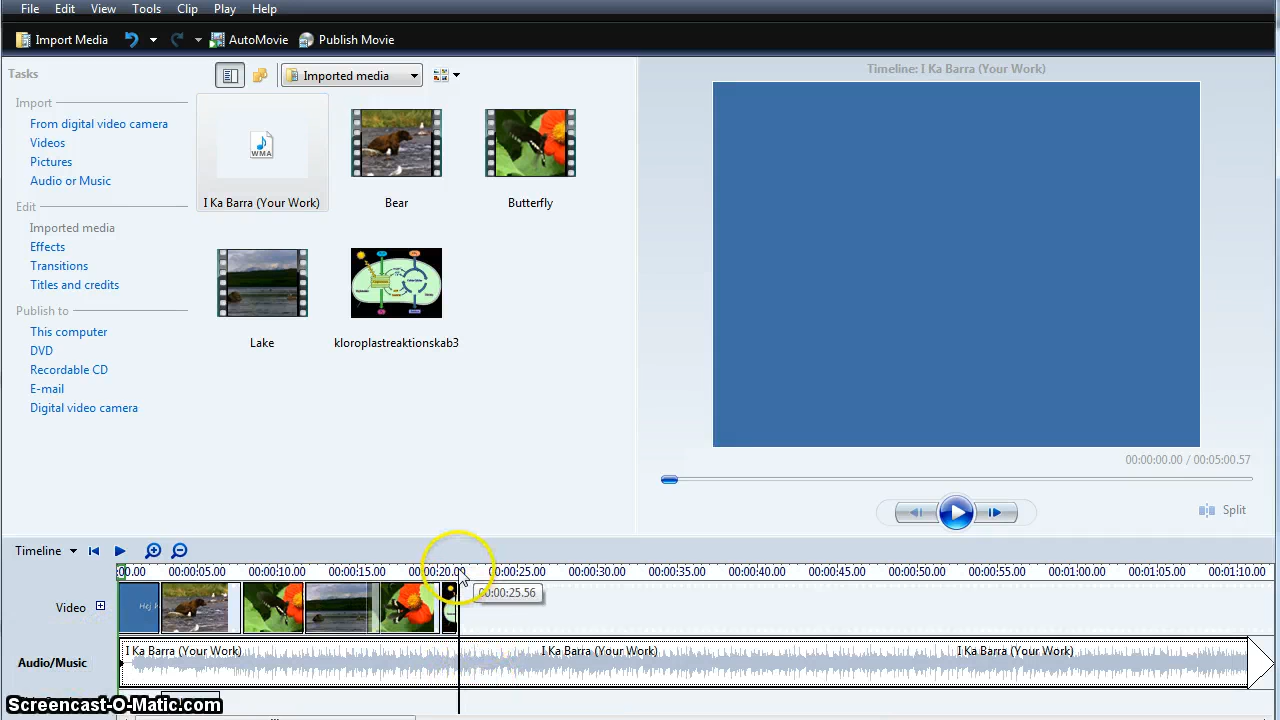 File Edit View Tools Clip Play Help
Import Media AutoMovie Publish Movie
Tasks
Imported media
Timeline: I Ka Barra (Your Work)
Import
From digital video camera
Videos
Pictures
Audio or Music
Edit
Imported media
Effects
Transitions
Titles and credits
Publish to
This computer
DVD
Recordable CD
E-mail
Digital video camera
WMA
I Ka Barra (Your Work) Bear Butterfly
Lake kloroplastreaktionskab3
00:00:00.00 / 00:05:00.57
Split
Timeline
00.00 00:00:05.00 00:00:10.00 00:00:15.00 00:00:20.00 00:00:25.00 00:00:30.00 00:00:35.00 00:00:40.00 00:00:45.00 00:00:50.00 00:00:55.00 00:01:00.00 00:01:05.00 00:01:10.00
00:00:25.56
Video Hej
Audio/Music I Ka Barra (Your Work) I Ka Barra (Your Work) I Ka Barra (Your Work)
Screencast-O-Matic.com